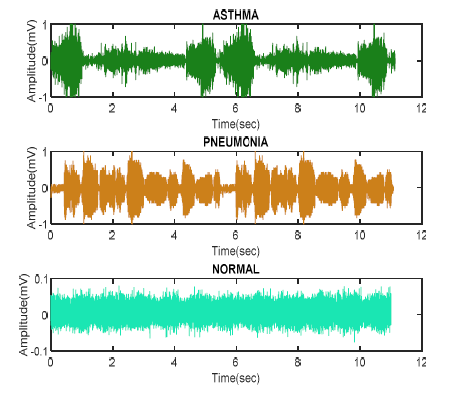 ASTHMA
1
0
-1
Amplitude(mV)
0 2 4 6 8 10 12
Time(sec)
PNEUMONIA
1
0
-1
Amplitude(mV)
0 2 4 6 8 10 12
Time(sec)
NORMAL
0.1
0
-0.1
Amplitude(mV)
0 2 4 6 8 10 12
Time(sec)